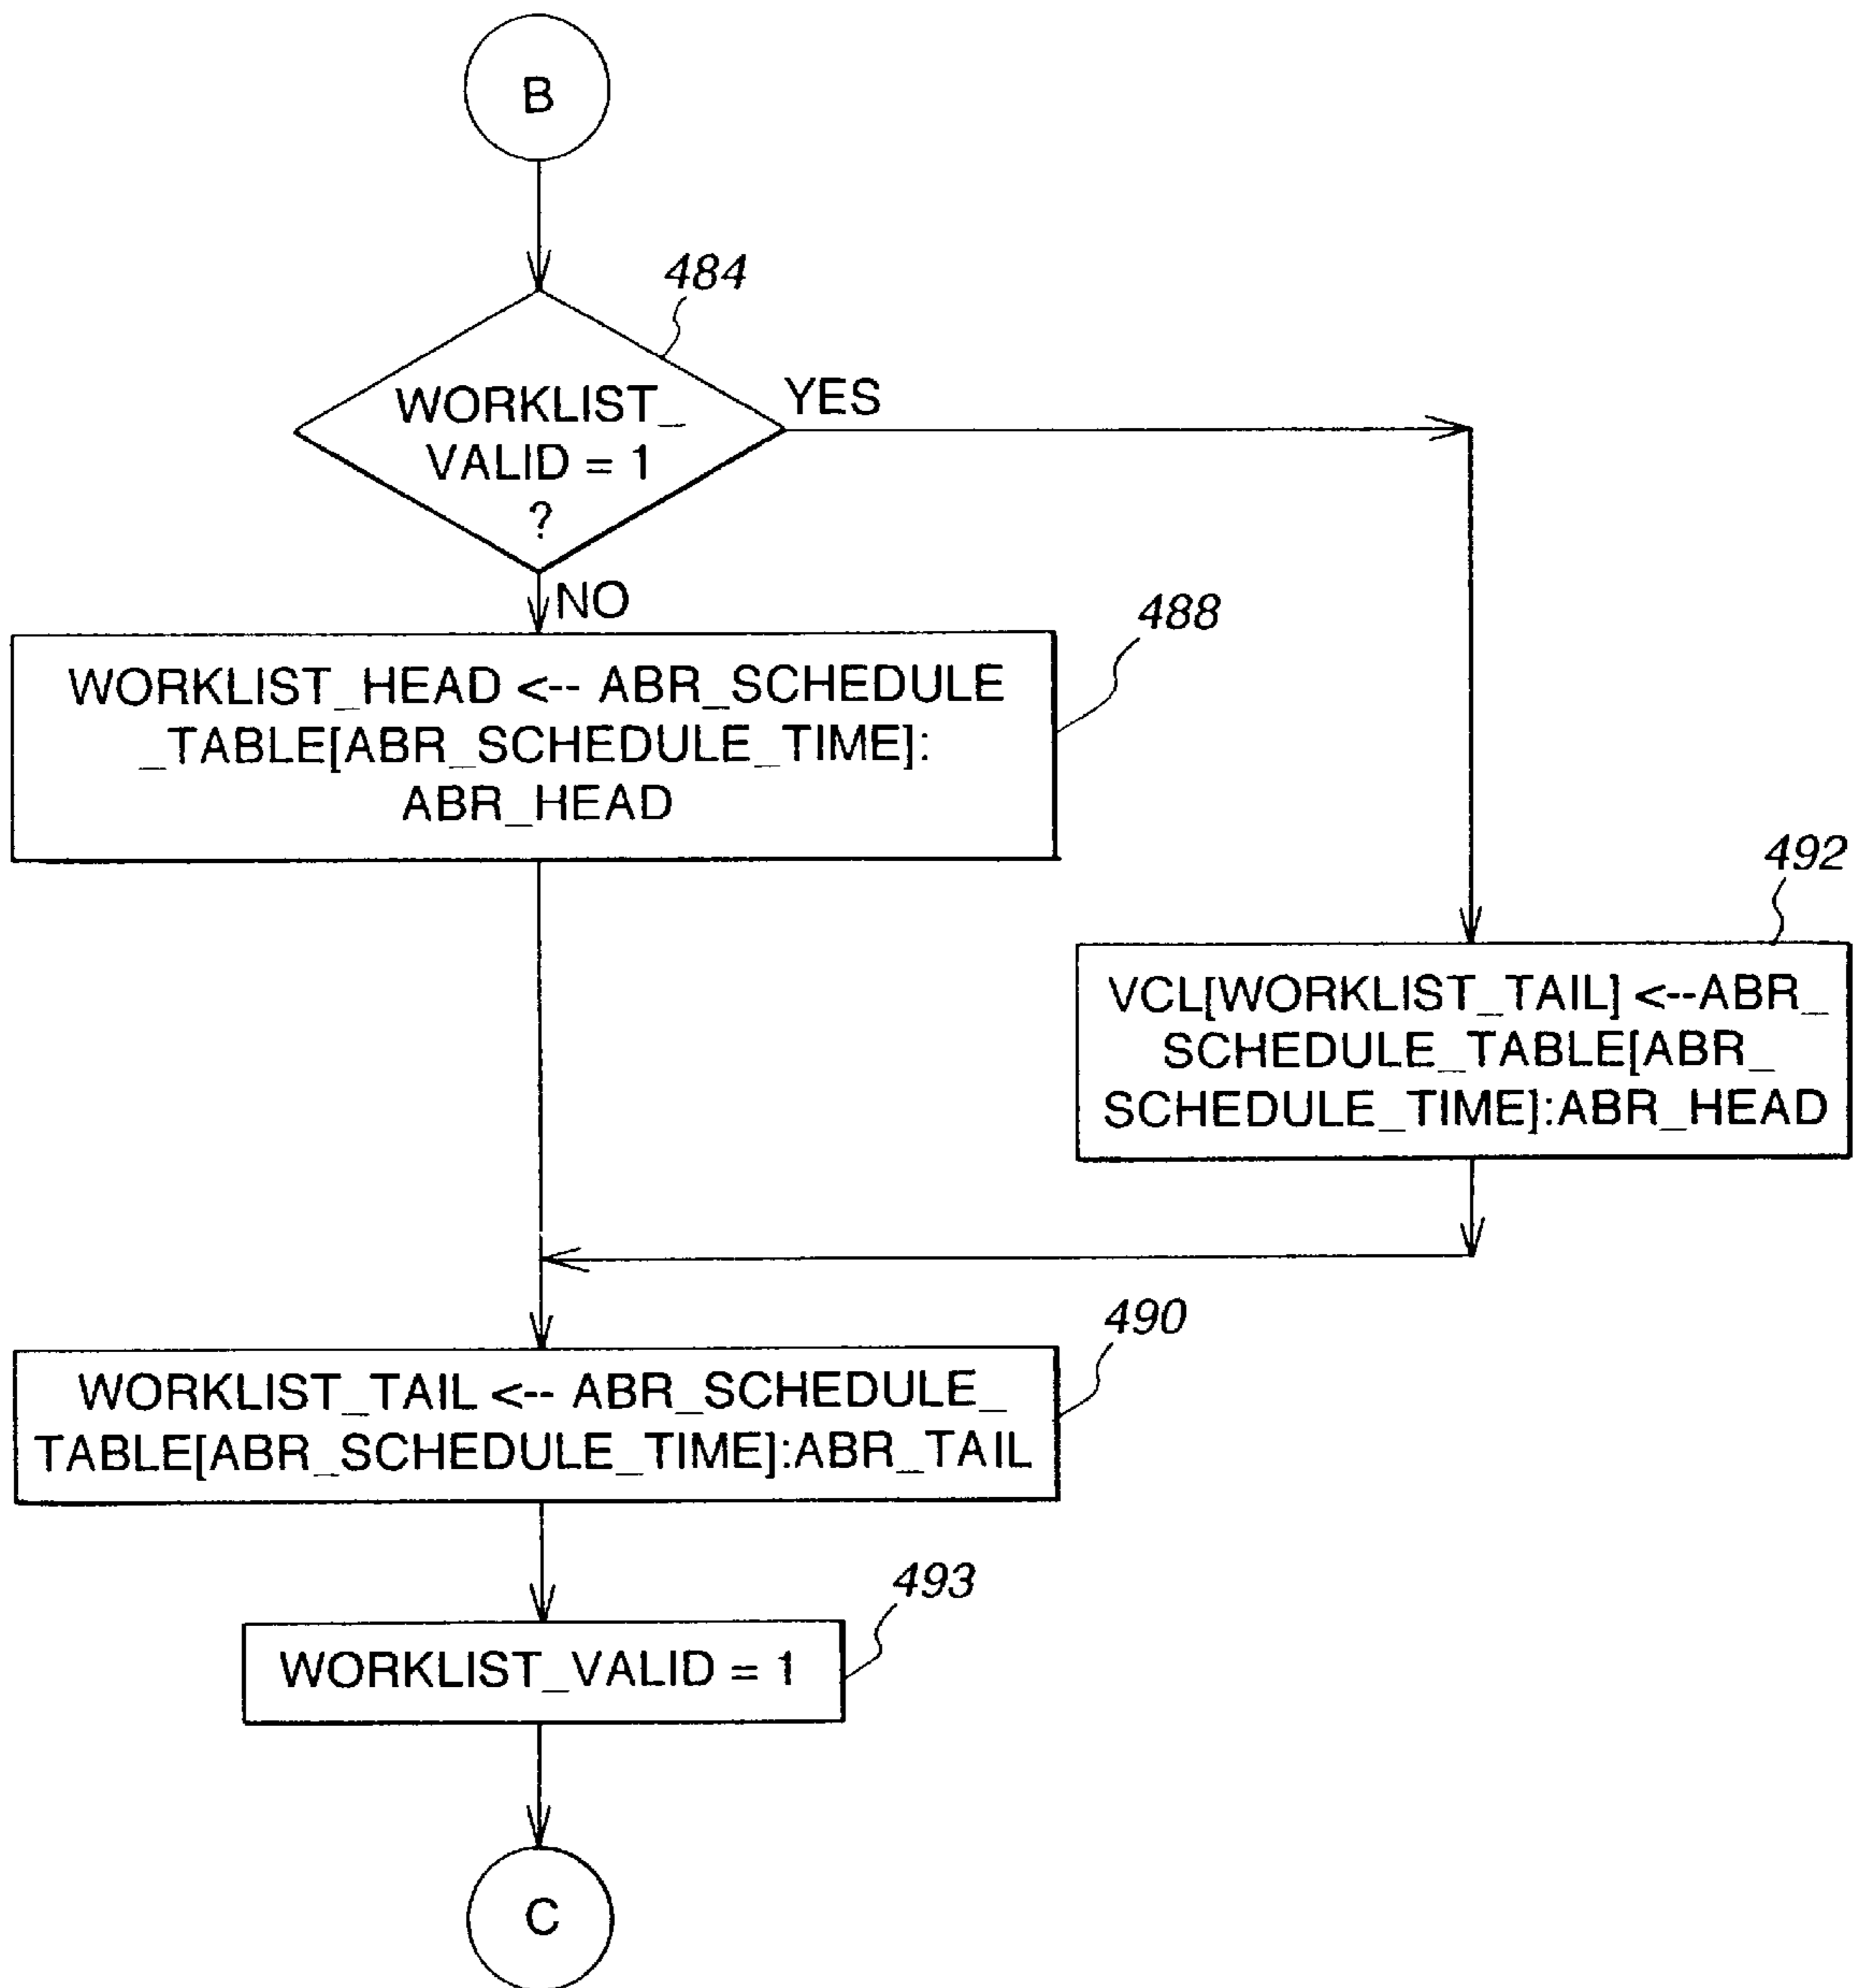 B
484
WORKLIST_
VALID = 1
?
YES
NO
488
WORKLIST_HEAD <-- ABR_SCHEDULE
_TABLE[ABR_SCHEDULE_TIME]:
ABR_HEAD
492
VCL[WORKLIST_TAIL] <--ABR_
SCHEDULE_TABLE[ABR_
SCHEDULE_TIME]:ABR_HEAD
490
WORKLIST_TAIL <-- ABR_SCHEDULE_
TABLE[ABR_SCHEDULE_TIME]:ABR_TAIL
493
WORKLIST_VALID = 1
C